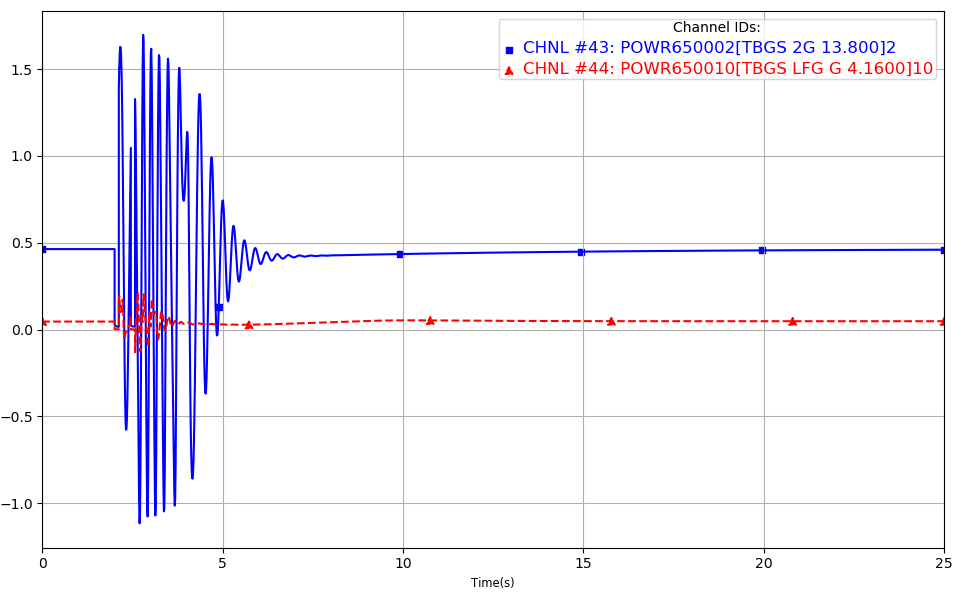 Channel IDs:
CHNL #43: POWR650002[TBGS 2G 13.800]2
CHNL #44: POWR650010[TBGS LFG G 4.1600]10
1.5
1.0
0.5
0.0
−0.5
−1.0
0 5 10 15 20 25
Time(s)